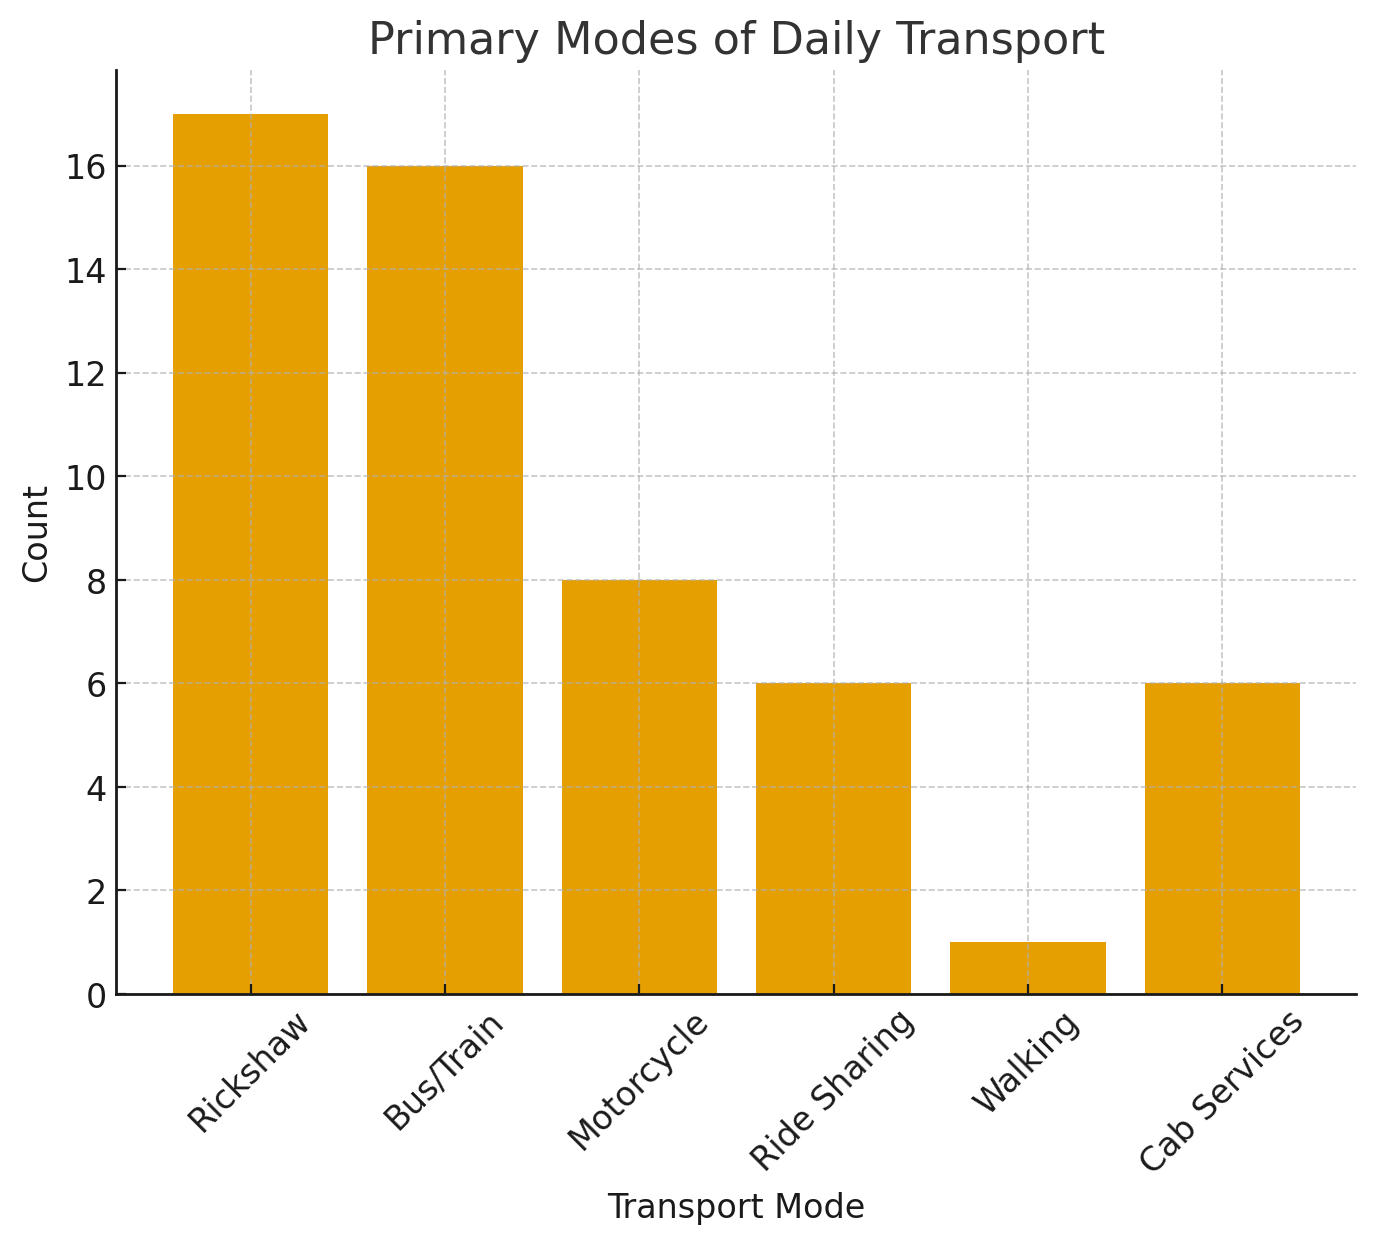 Primary Modes of Daily Transport
16
14
12
10
8
6
4
2
0
Count
Rickshaw
Bus/Train
Motorcycle
Ride Sharing
Walking
Cab Services
Transport Mode